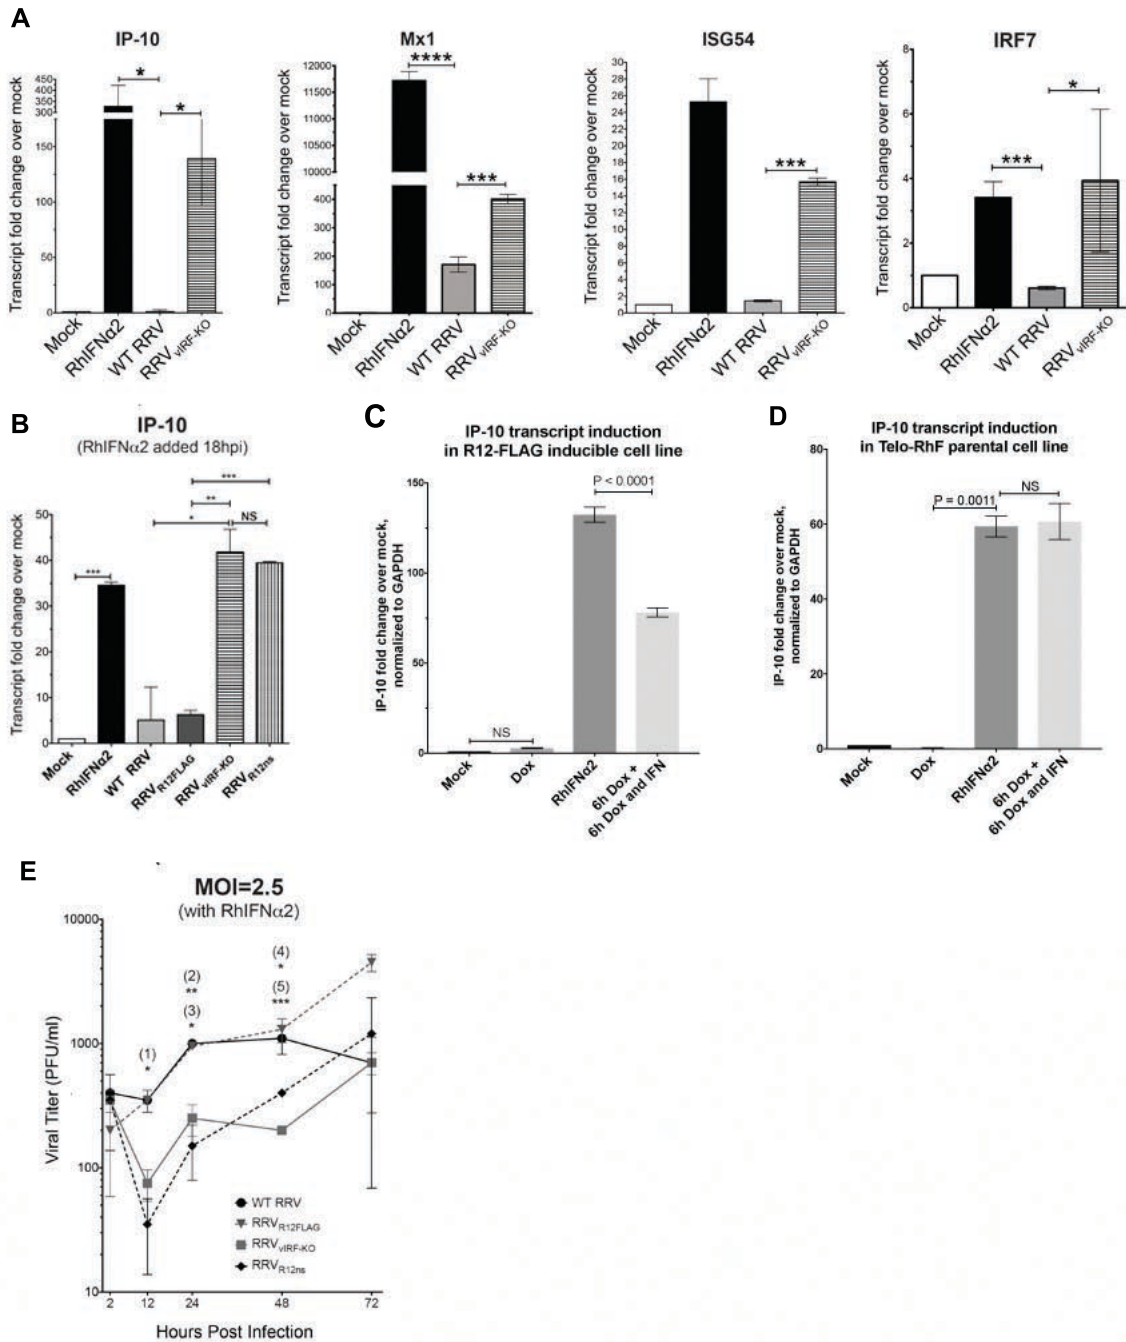 A
IP-10
Transcript fold change over mock
450
400
350
300
150
100
50
0
*
*
Mock
RhIFNα2
WT RRV
RRVvIRF-KO
Mx1
Transcript fold change over mock
12000
11500
11000
10500
10000
400
300
200
100
0
****
***
Mock
RhIFNα2
WT RRV
RRVvIRF-KO
ISG54
Transcript fold change over mock
30
28
26
24
22
20
18
16
14
12
10
8
6
4
2
0
***
Mock
RhIFNα2
WT RRV
RRVvIRF-KO
IRF7
Transcript fold change over mock
8
6
4
2
0
***
*
Mock
RhIFNα2
WT RRV
RRVvIRF-KO
B
IP-10
(RhIFNα2 added 18hpi)
Transcript fold change over mock
50
40
30
20
10
0
***
*
**
***
NS
Mock
RhIFNα2
WT RRV
RRVR12FLAG
RRVvIRF-KO
RRVR12ns
C
IP-10 transcript induction
in R12-FLAG inducible cell line
IP-10 fold change over mock,
normalized to GAPDH
150
100
50
0
NS
P < 0.0001
Mock
Dox
RhIFNα2
6h Dox +
6h Dox and IFN
D
IP-10 transcript induction
in Telo-RhF parental cell line
IP-10 fold change over mock,
normalized to GAPDH
80
60
40
20
0
P = 0.0011
NS
Mock
Dox
RhIFNα2
6h Dox +
6h Dox and IFN
E
MOI=2.5
(with RhIFNα2)
Viral Titer (PFU/ml)
10000
1000
100
10
(1)
*
(2)
**
(3)
*
(4)
*
(5)
***
WT RRV
RRVR12FLAG
RRVvIRF-KO
RRVR12ns
2
12
24
48
72
Hours Post Infection